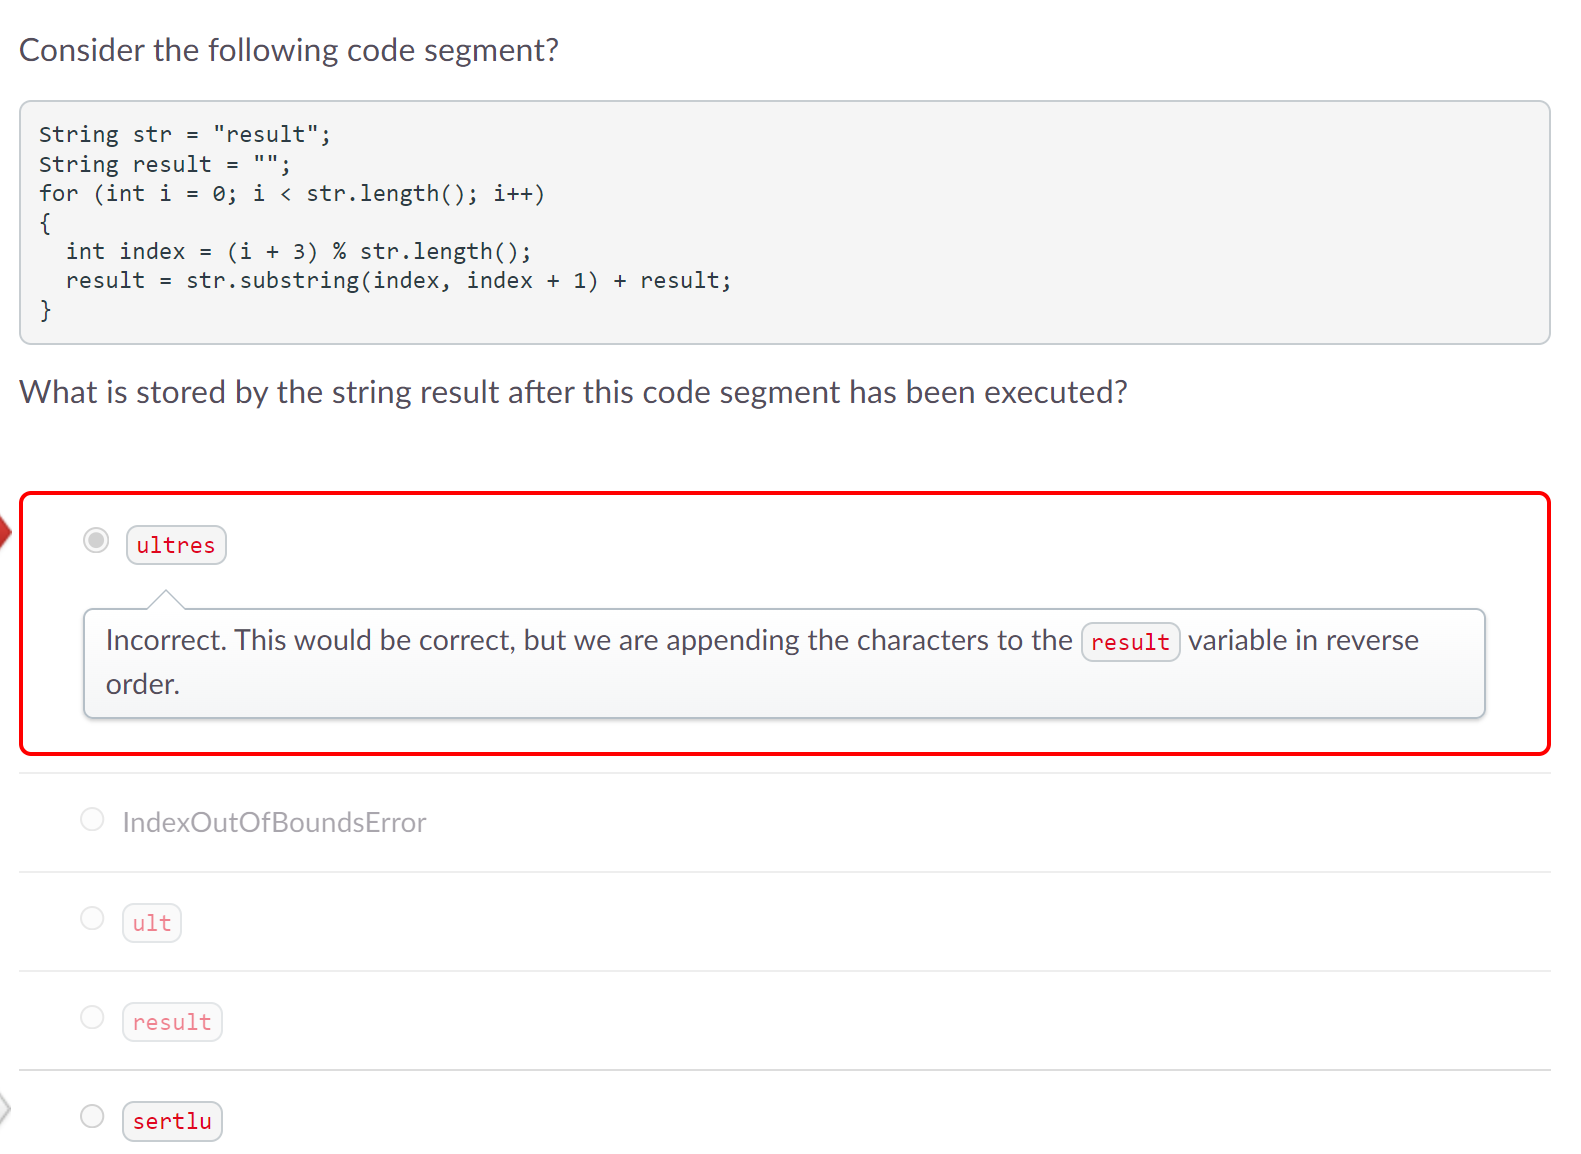 Consider the following code segment?
String str = "result";
String result = "";
for (int i = 0; i < str.length(); i++)
{
  int index = (i + 3) % str.length();
  result = str.substring(index, index + 1) + result;
}
What is stored by the string result after this code segment has been executed?
ultres
Incorrect. This would be correct, but we are appending the characters to the result variable in reverse
order.
IndexOutOfBoundsError
ult
result
sertlu